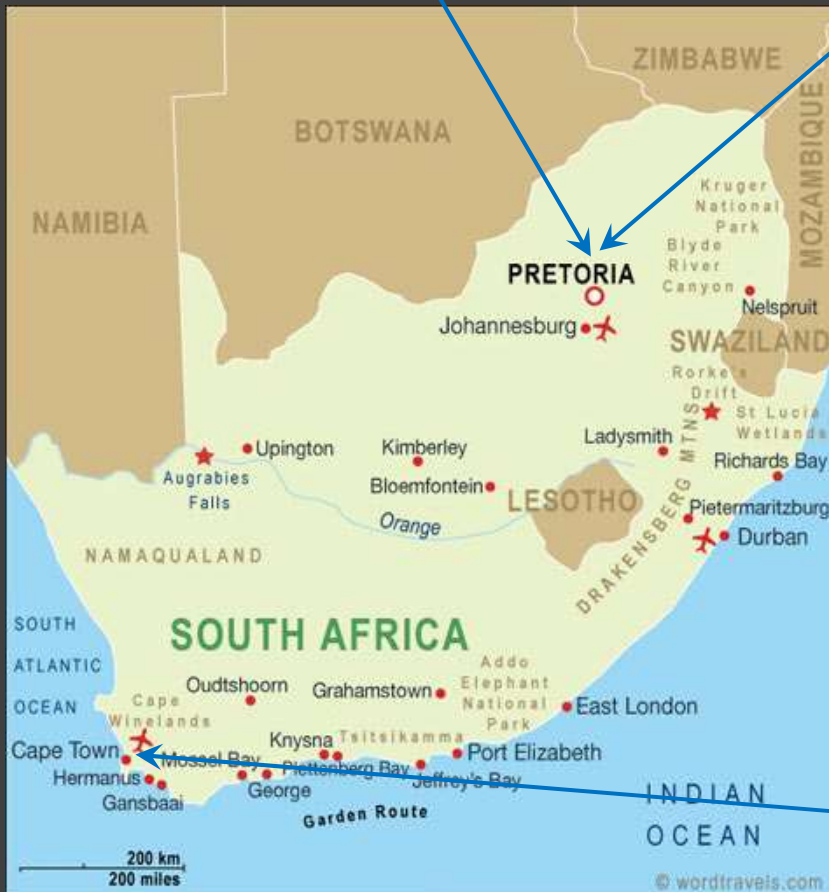 ZIMBABWE
BOTSWANA
MOZAMBIQUE
NAMIBIA
Kruger
National
Park
Blyde
River
Canyon
PRETORIA
Nelspruit
Johannesburg
SWAZILAND
Rorke's
Drift
St Lucia
Wetlands
Ladysmith
Richards Bay
Upington
Kimberley
Augrabies
Falls
Bloemfontein
LESOTHO
Orange
DRAKENSBERG MTNS
Pietermaritzburg
Durban
NAMAQUALAND
SOUTH
ATLANTIC
OCEAN
SOUTH AFRICA
Addo
Elephant
National
Park
Oudtshoorn
Grahamstown
Cape
Winelands
East London
Knysna
Tsitsikamma
Cape Town
Mossel Bay
Plettenberg Bay
Port Elizabeth
Hermanus
Jeffrey's Bay
Gansbaai
George
Garden Route
INDIAN
OCEAN
200 km
200 miles
© wordtravels.com